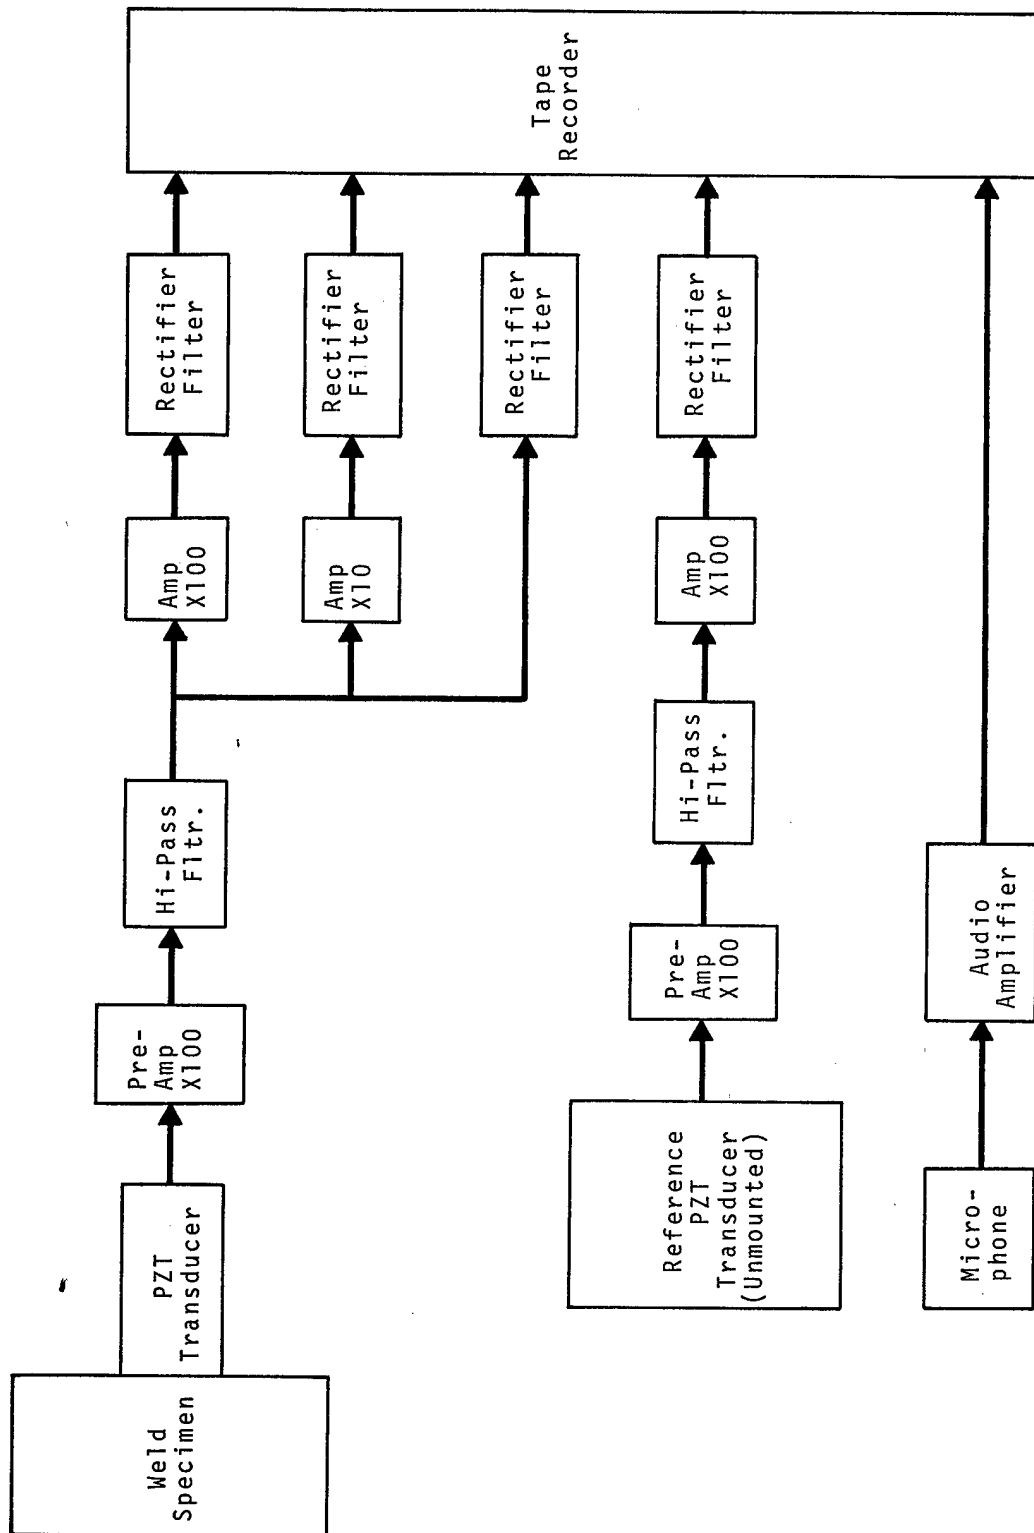 Weld
Specimen
PZT
Transducer
Pre-
Amp
X100
Hi-Pass
Fltr.
Amp
X100
Rectifier
Filter
Amp
X10
Rectifier
Filter
Rectifier
Filter
Tape
Recorder
Reference
PZT
Transducer
(Unmounted)
Pre-
Amp
X100
Hi-Pass
Fltr.
Amp
X100
Rectifier
Filter
Micro-
phone
Audio
Amplifier